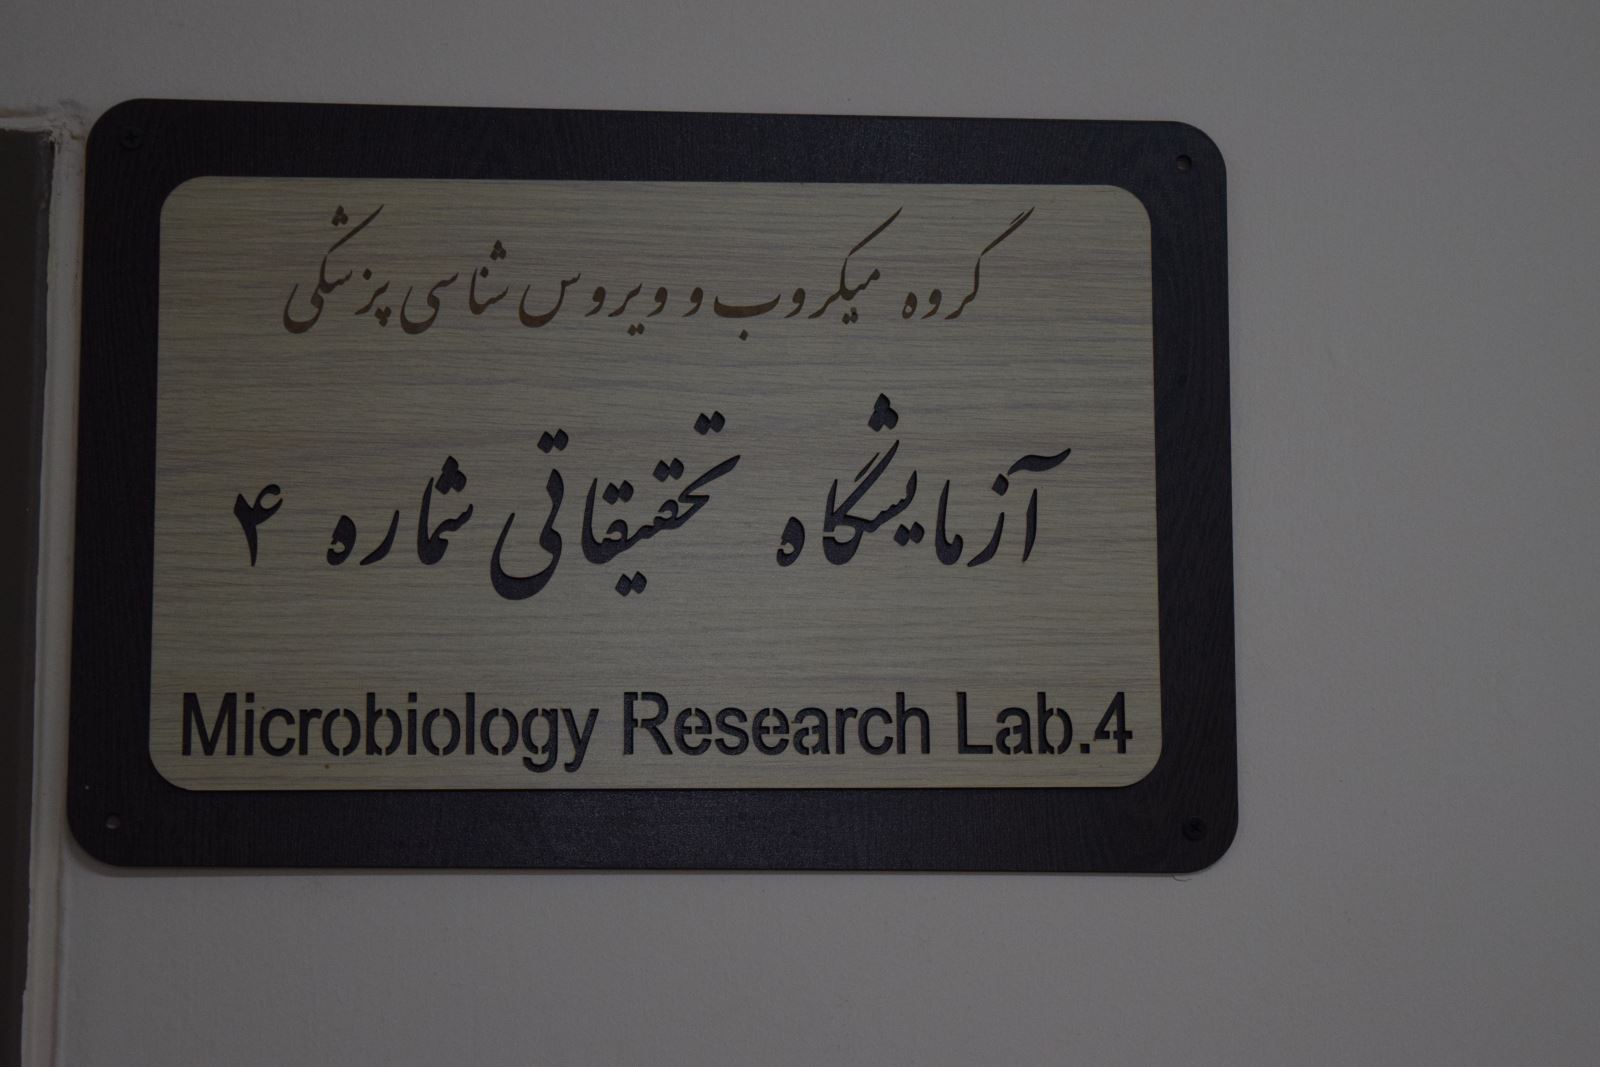 گروه میکروب و ویروس شناسی پزشکی
آزمایشگاه تحقیقاتی شماره ۴
Microbiology Research Lab.4